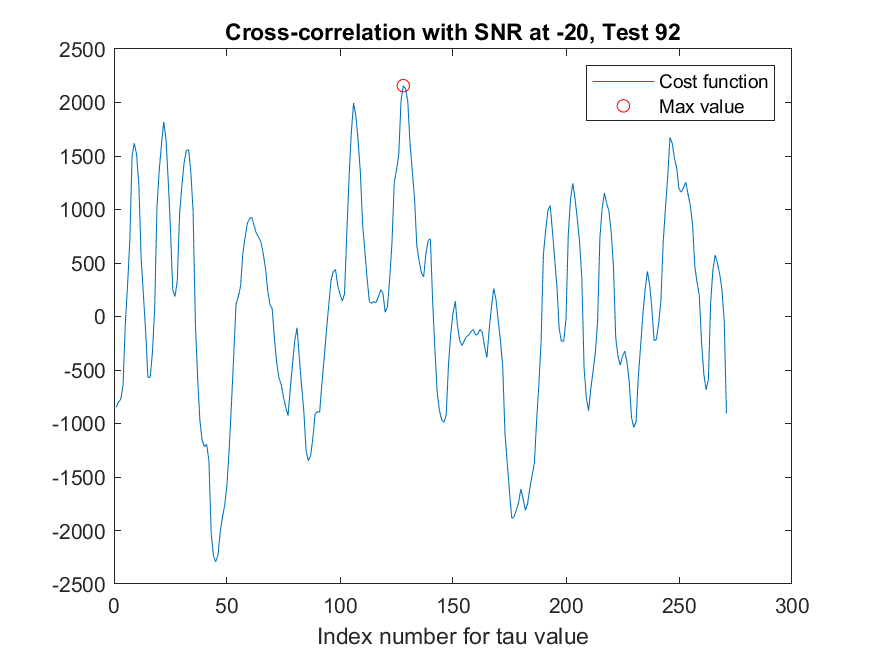 Cross-correlation with SNR at -20, Test 92
2500
2000
1500
1000
500
0
-500
-1000
-1500
-2000
-2500
Cost function
Max value
0 50 100 150 200 250 300
Index number for tau value